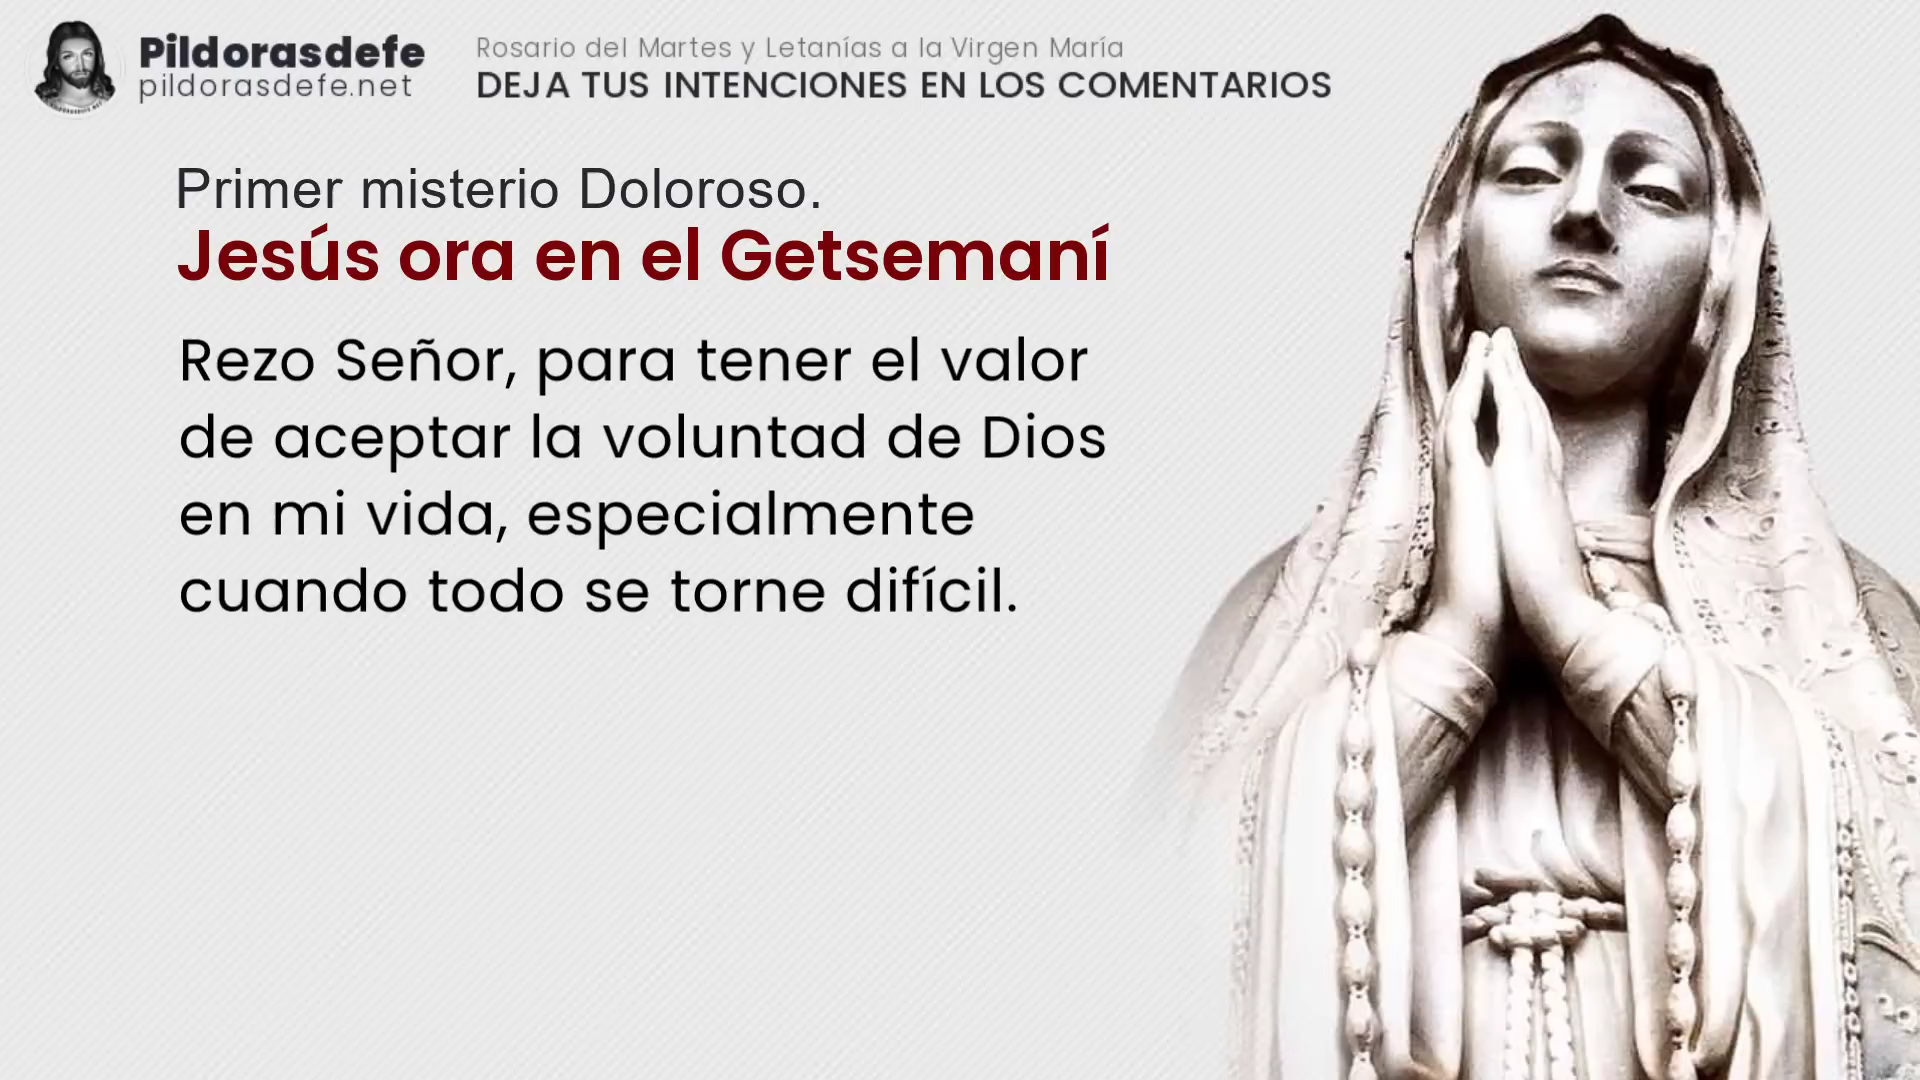 Pildorasdefe
pildorasdefe.net
Rosario del Martes y Letanías a la Virgen María
DEJA TUS INTENCIONES EN LOS COMENTARIOS
Primer misterio Doloroso.
Jesús ora en el Getsemaní
Rezo Señor, para tener el valor
de aceptar la voluntad de Dios
en mi vida, especialmente
cuando todo se torne difícil.